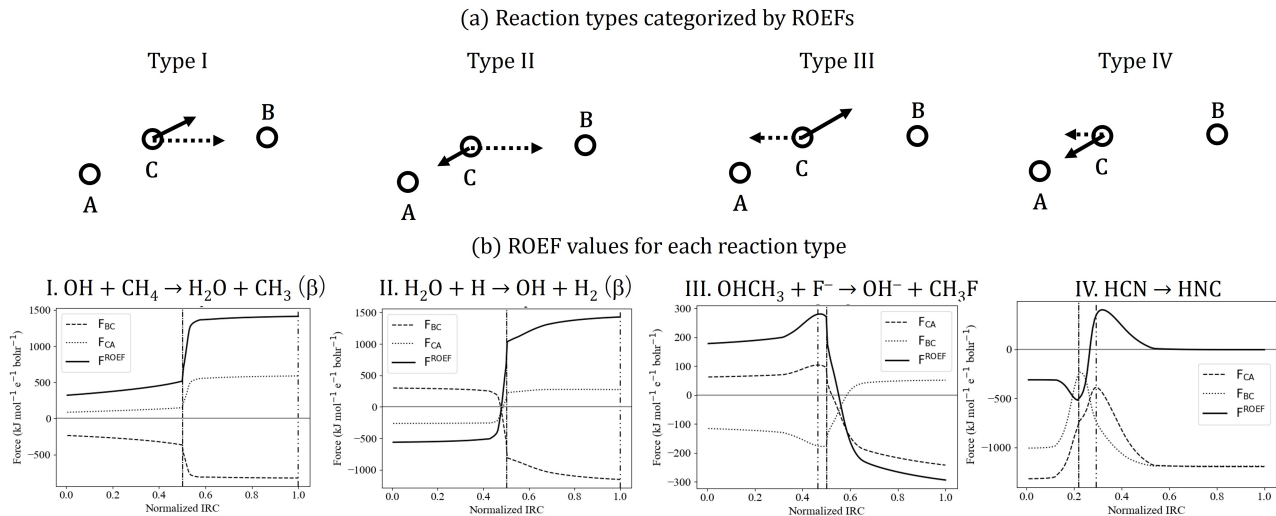 (a) Reaction types categorized by ROEFs
Type I
Type II
Type III
Type IV
A
C
B
A
C
B
A
C
B
A
C
B
(b) ROEF values for each reaction type
I. OH + CH₄ → H₂O + CH₃ (β)
Force (kJ mol⁻¹ e⁻¹ bohr⁻¹)
1500
1000
500
0
−500
F_BC
F_CA
F^ROEF
0.0 0.2 0.4 0.6 0.8 1.0
Normalized IRC
II. H₂O + H → OH + H₂ (β)
Force (kJ mol⁻¹ e⁻¹ bohr⁻¹)
1500
1000
500
0
−500
−1000
F_BC
F_CA
F^ROEF
0.0 0.2 0.4 0.6 0.8 1.0
Normalized IRC
III. OHCH₃ + F⁻ → OH⁻ + CH₃F
Force (kJ mol⁻¹ e⁻¹ bohr⁻¹)
300
200
100
0
−100
−200
−300
F_CA
F_BC
F^ROEF
0.0 0.2 0.4 0.6 0.8 1.0
Normalized IRC
IV. HCN → HNC
Force (kJ mol⁻¹ e⁻¹ bohr⁻¹)
0
−500
−1000
F_CA
F_BC
F^ROEF
0.0 0.2 0.4 0.6 0.8 1.0
Normalized IRC